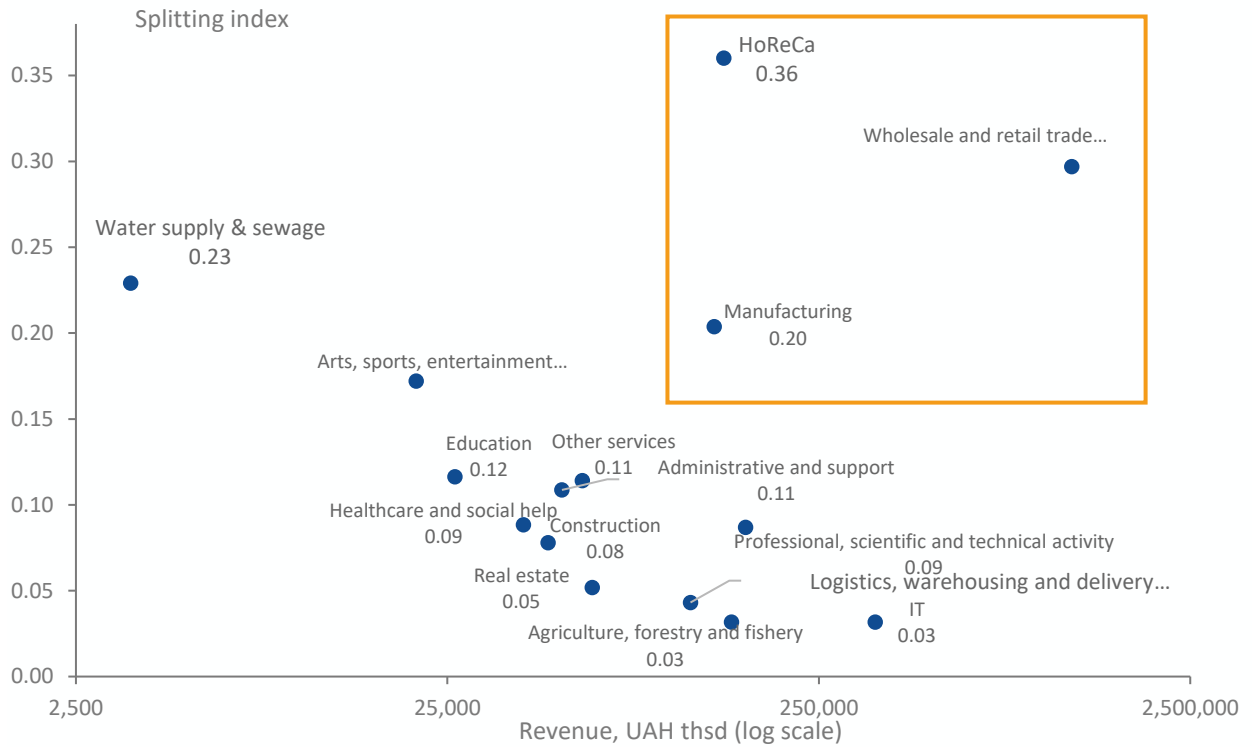 Splitting index
HoReCa
0.36
0.35
Wholesale and retail trade…
0.30
Water supply & sewage
0.23
0.25
Manufacturing
0.20
0.20
Arts, sports, entertainment…
0.15
Education
0.12
Other services
0.11
Administrative and support
0.11
0.10
Healthcare and social help
0.09
Construction
0.08
Professional, scientific and technical activity
0.09
Real estate
0.05
0.05
Logistics, warehousing and delivery…
IT
0.03
Agriculture, forestry and fishery
0.03
0.00
2,500
25,000
250,000
2,500,000
Revenue, UAH thsd (log scale)